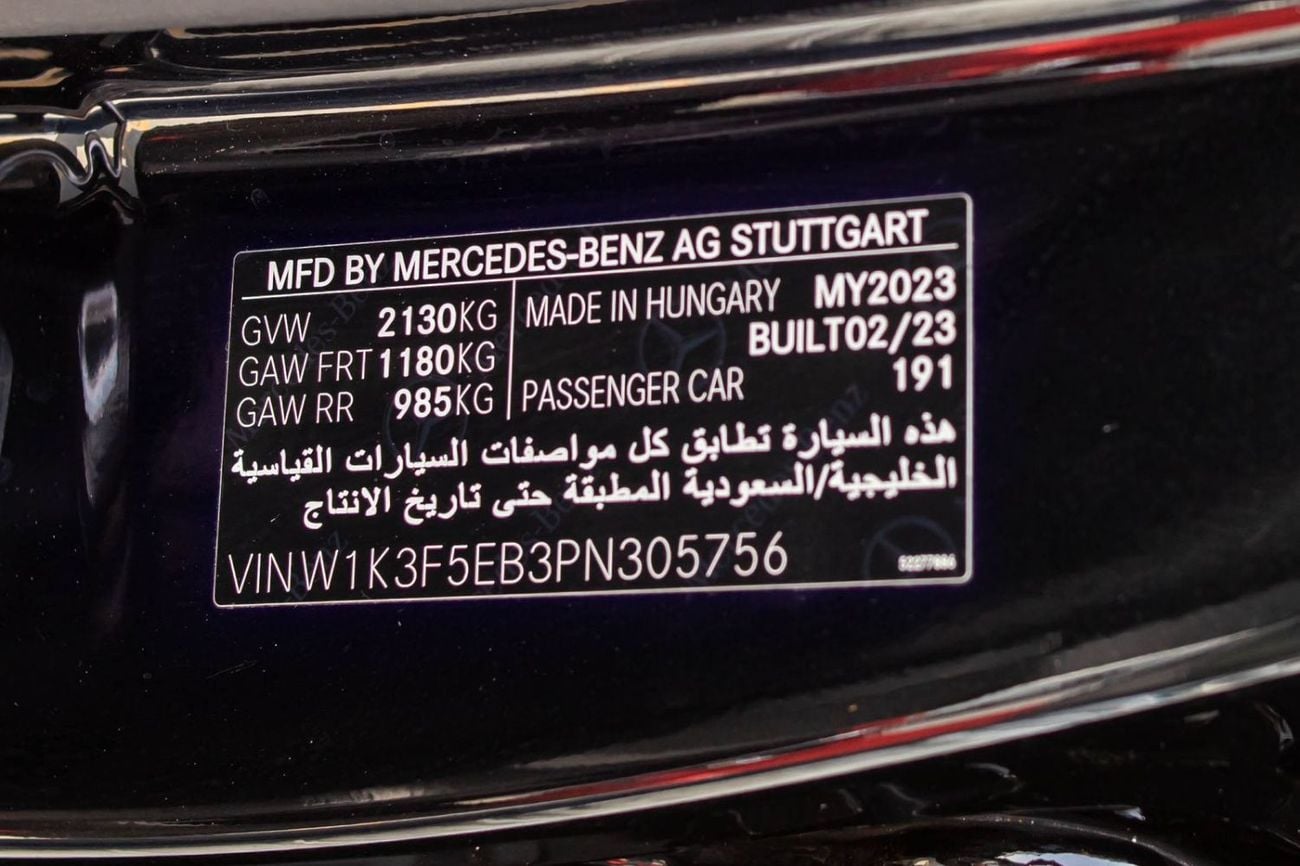 MFD BY MERCEDES-BENZ AG STUTTGART
GVW 2130KG
GAW FRT 1180KG
GAW RR 985KG
MADE IN HUNGARY MY2023
BUILT02/23
PASSENGER CAR 191
هذه السيارة تطابق كل مواصفات السيارات القياسية
الخليجية/السعودية المطبقة حتى تاريخ الانتاج
VINW1K3F5EB3PN305756